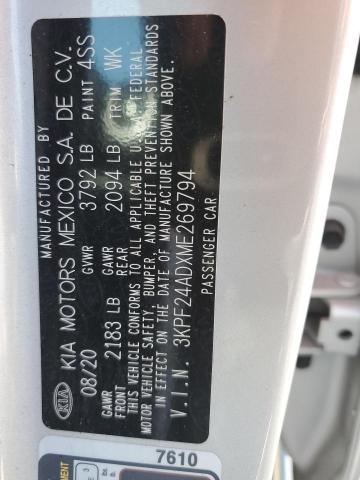 MANUFACTURED BY
KIA MOTORS MEXICO S.A. DE C.V.
KIA
08/20 GVWR 3792 LB PAINT 4SS
GAWR FRONT 2183 LB GAWR REAR 2094 LB TRIM WK
THIS VEHICLE CONFORMS TO ALL APPLICABLE U.S. FEDERAL
MOTOR VEHICLE SAFETY, BUMPER, AND THEFT PREVENTION STANDARDS
IN EFFECT ON THE DATE OF MANUFACTURE SHOWN ABOVE.
V.I.N. 3KPF24ADXME269794
PASSENGER CAR
7610